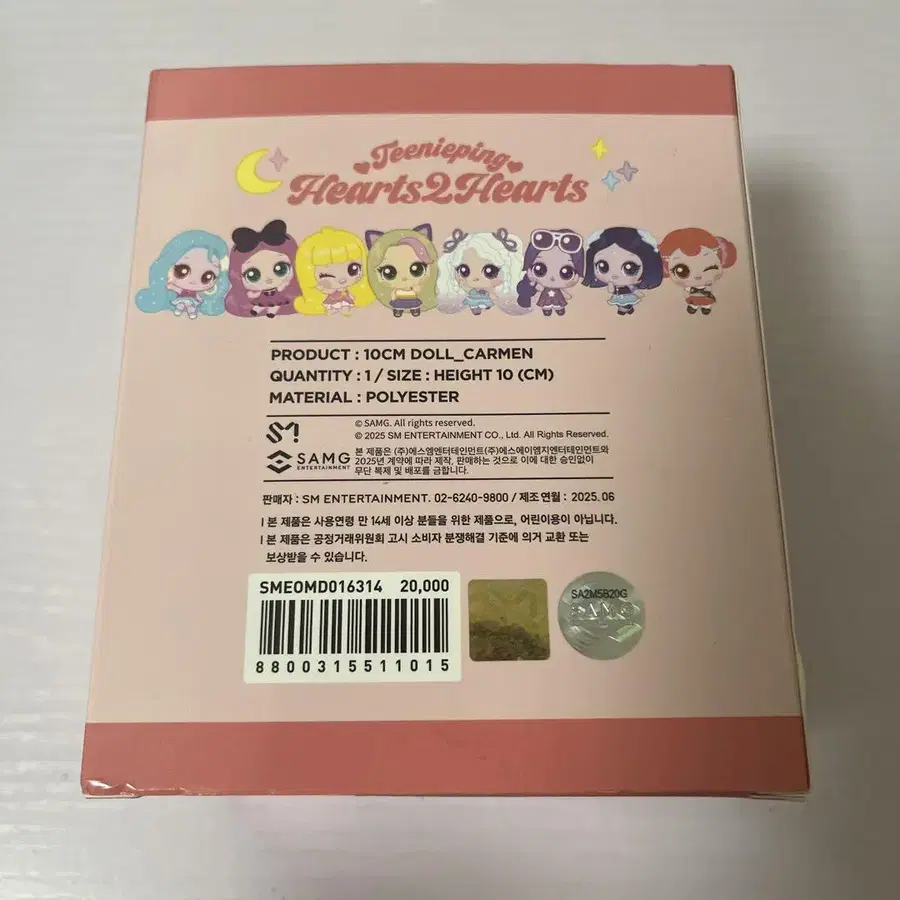 Teenieping
Hearts2Hearts
PRODUCT : 10CM DOLL_CARMEN
QUANTITY : 1 / SIZE : HEIGHT 10 (CM)
MATERIAL : POLYESTER
© SAMG. All rights reserved.
© 2025 SM ENTERTAINMENT CO., Ltd. All Rights Reserved.
SM
SAMG
ENTERTAINMENT
본 제품은 (주)에스엠엔터테인먼트(주)에스에이엠지엔터테인먼트와
2025년 계약에 따라 제작, 판매하는 것으로 이에 대한 승인없이
무단 복제 및 배포를 금합니다.
판매자 : SM ENTERTAINMENT. 02-6240-9800 / 제조연월 : 2025.06
ㅣ본 제품은 사용연령 만 14세 이상 분들을 위한 제품으로, 어린이용이 아닙니다.
ㅣ본 제품은 공정거래위원회 고시 소비자 분쟁해결 기준에 의거 교환 또는
보상받을 수 있습니다.
SMEOMD016314 20,000
8800315511015
SA2M5B20G
SAMG